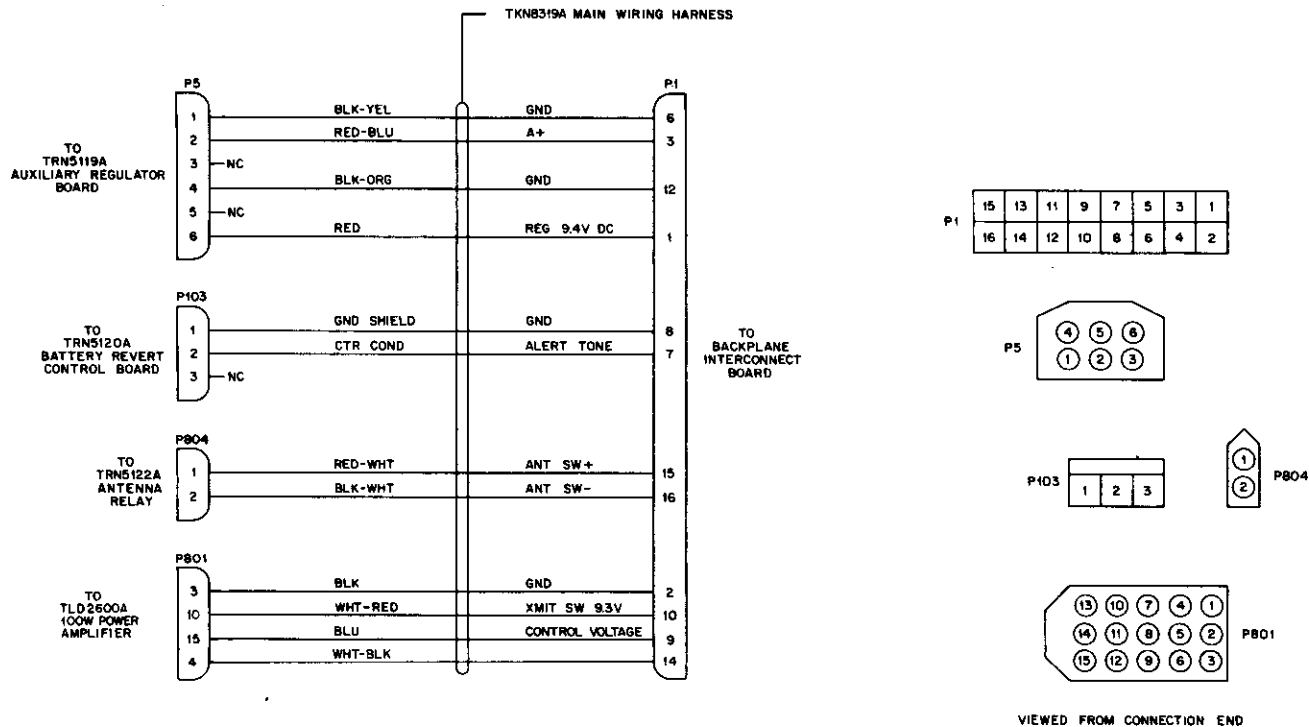 TKN8319A MAIN WIRING HARNESS
P5
P1
1 BLK-YEL GND 6
2 RED-BLU A+ 3
3 NC
4 BLK-ORG GND 12
5 NC
6 RED REG 9.4V DC 1
TO
TRN5119A
AUXILIARY REGULATOR
BOARD
P103
1 GND SHIELD GND 8
2 CTR COND ALERT TONE 7
3 NC
TO
TRN5120A
BATTERY REVERT
CONTROL BOARD
TO
BACKPLANE
INTERCONNECT
BOARD
P804
1 RED-WHT ANT SW+ 15
2 BLK-WHT ANT SW- 16
TO
TRN5122A
ANTENNA
RELAY
P801
3 BLK GND 2
10 WHT-RED XMIT SW 9.3V 10
15 BLU CONTROL VOLTAGE 9
4 WHT-BLK 14
TO
TLD2600A
100W POWER
AMPLIFIER
P1
15 13 11 9 7 5 3 1
16 14 12 10 8 6 4 2
P5
4 5 6
1 2 3
P103
1 2 3
P804
1
2
P801
13 10 7 4 1
14 11 8 5 2
15 12 9 6 3
VIEWED FROM CONNECTION END